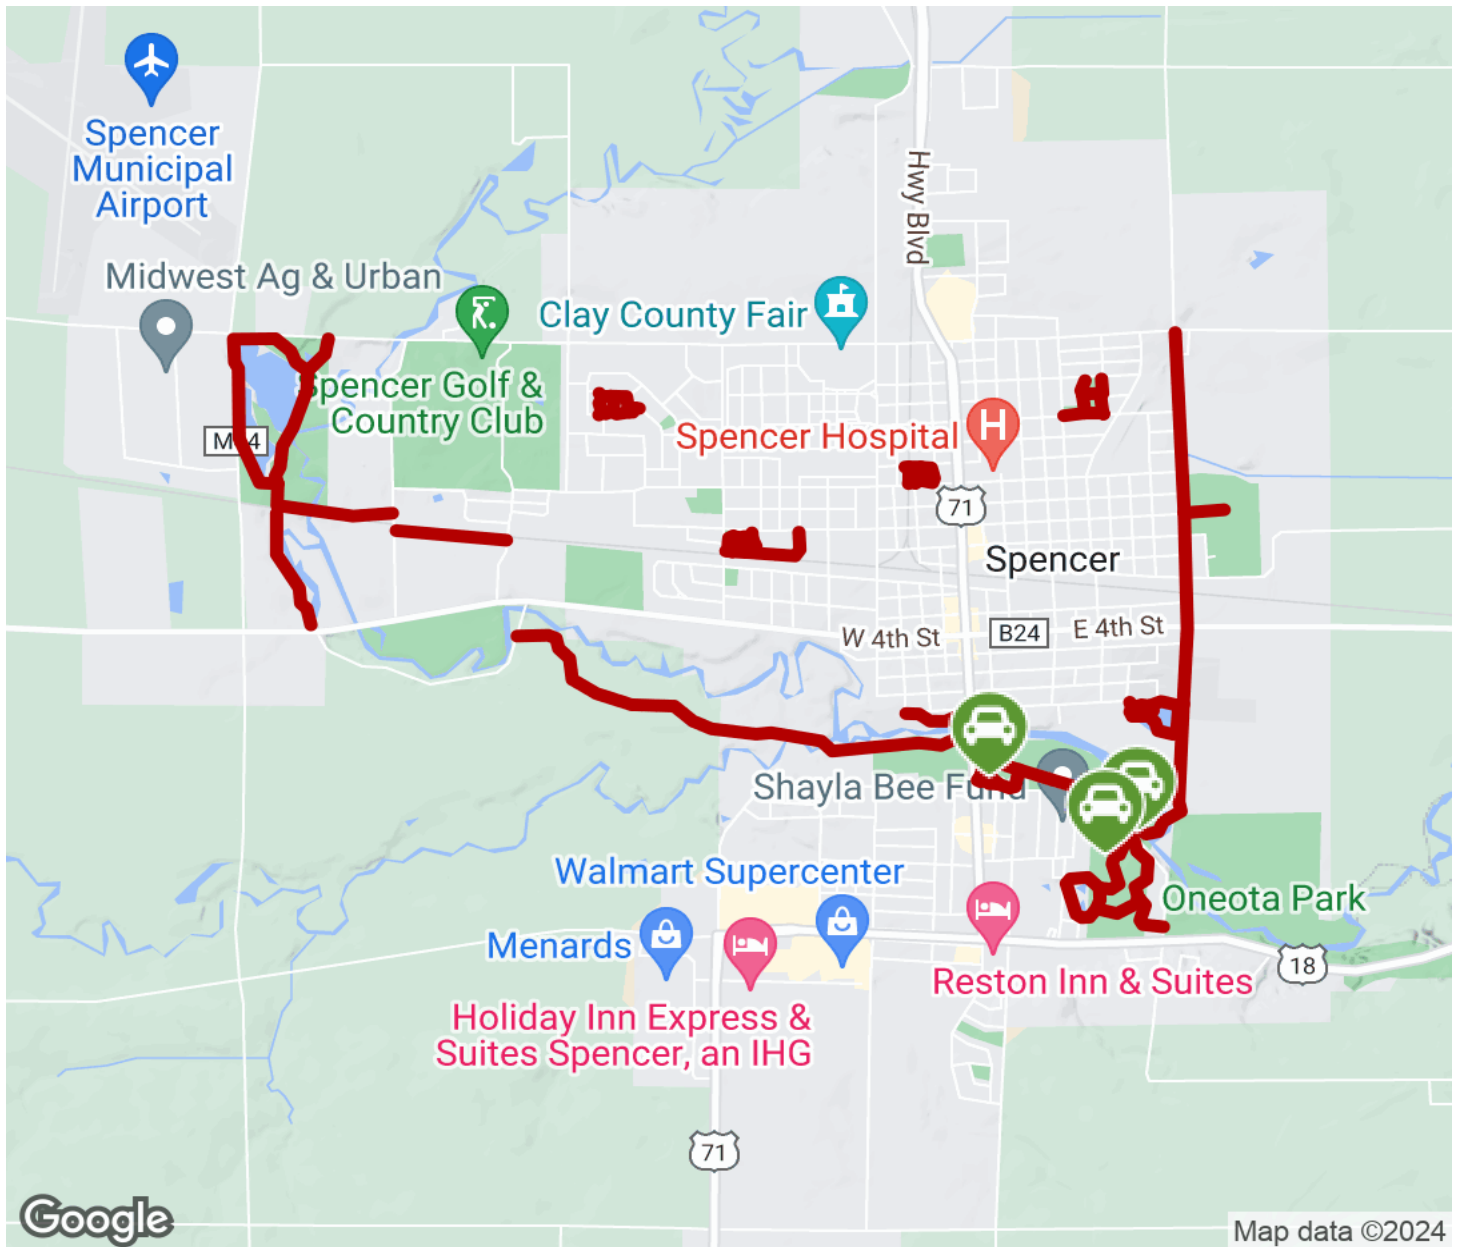 Spencer
Municipal
Airport
Hwy Blvd
Midwest Ag & Urban
Clay County Fair
Spencer Golf &
Country Club
Spencer Hospital
H
71
Spencer
W 4th St
B24
E 4th St
Shayla Bee Fund
Walmart Supercenter
Oneota Park
Menards
Reston Inn & Suites
18
Holiday Inn Express &
Suites Spencer, an IHG
71
Google
Map data ©2024